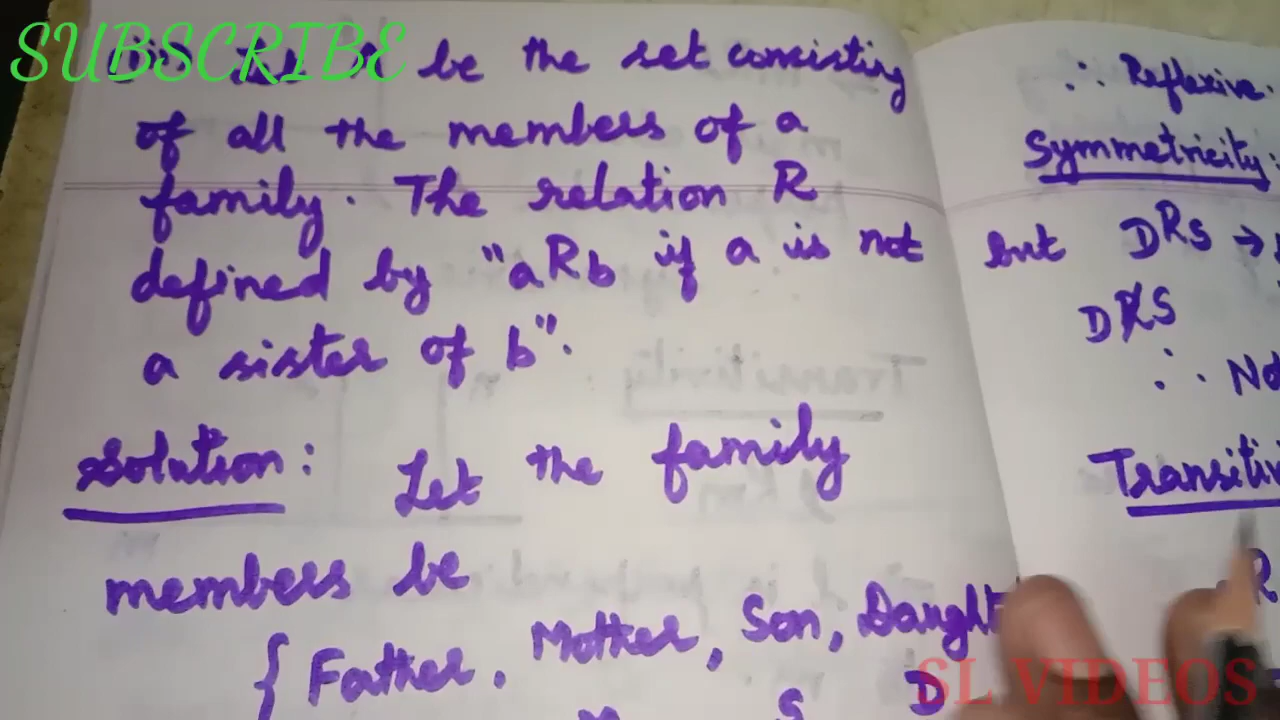 SUBSCRIBE
be the set consisting
of all the members of a
family. The relation R
defined by "aRb if a is not
a sister of b".
Solution: Let the family
members be
{ Father, Mother, Son, Daught
S D
∴ Reflexive.
Symmetricity:
but DRS →
DR̸S
∴ No
Transitiv
R
SL VIDEOS